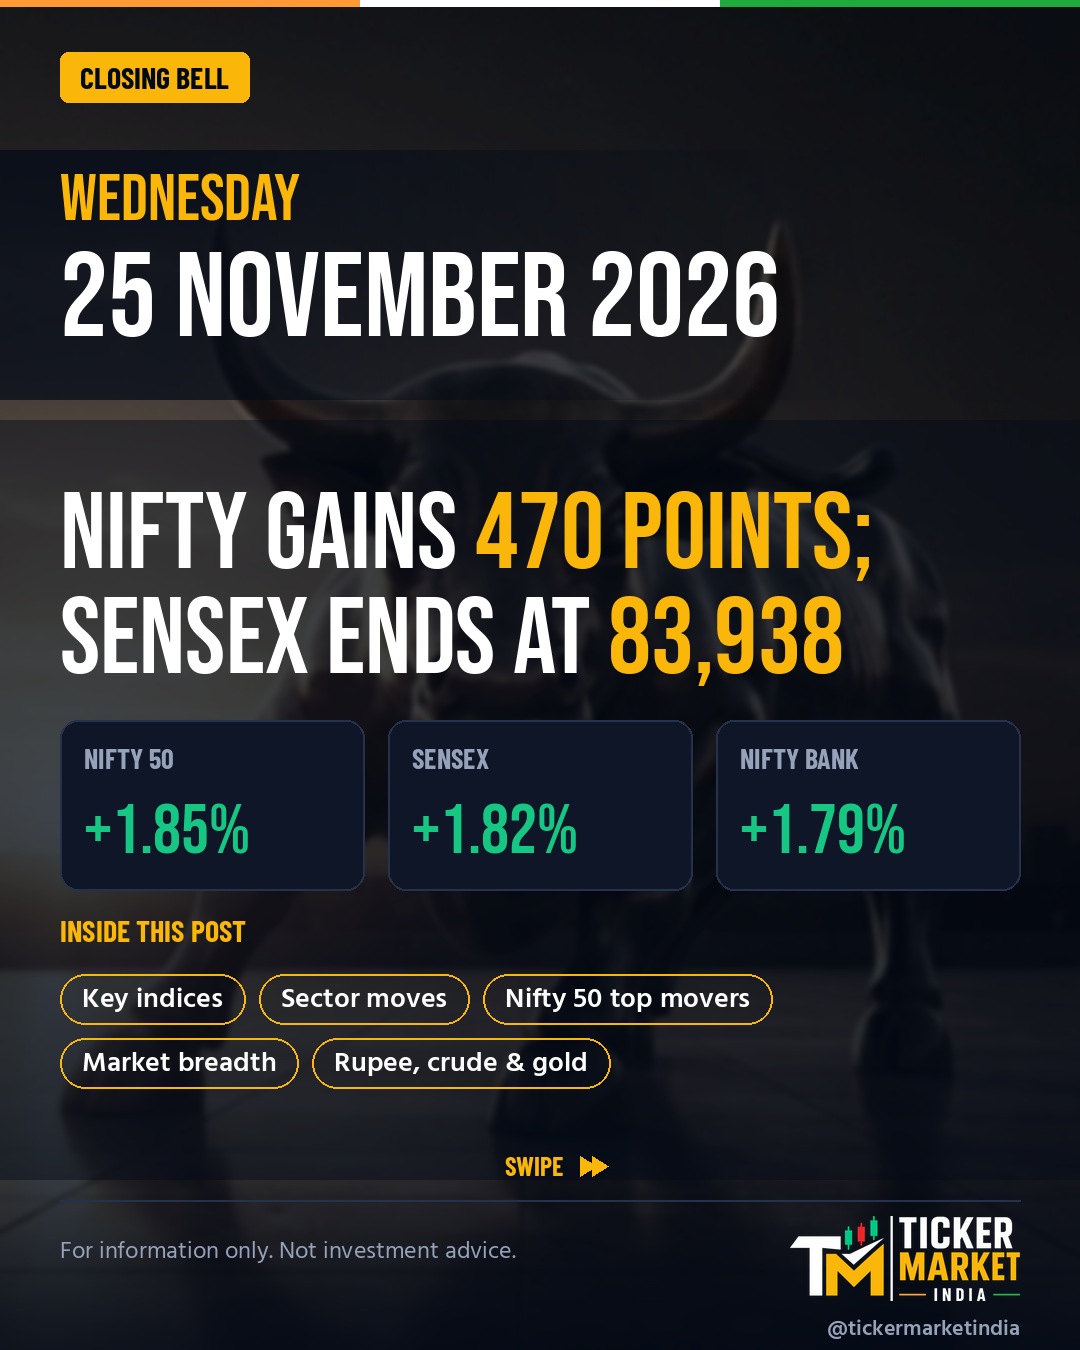 CLOSING BELL
WEDNESDAY
25 NOVEMBER 2026
NIFTY GAINS 470 POINTS;
SENSEX ENDS AT 83,938
NIFTY 50
+1.85%
SENSEX
+1.82%
NIFTY BANK
+1.79%
INSIDE THIS POST
Key indices
Sector moves
Nifty 50 top movers
Market breadth
Rupee, crude & gold
SWIPE
For information only. Not investment advice.
TM
TICKER
MARKET
INDIA
@tickermarketindia